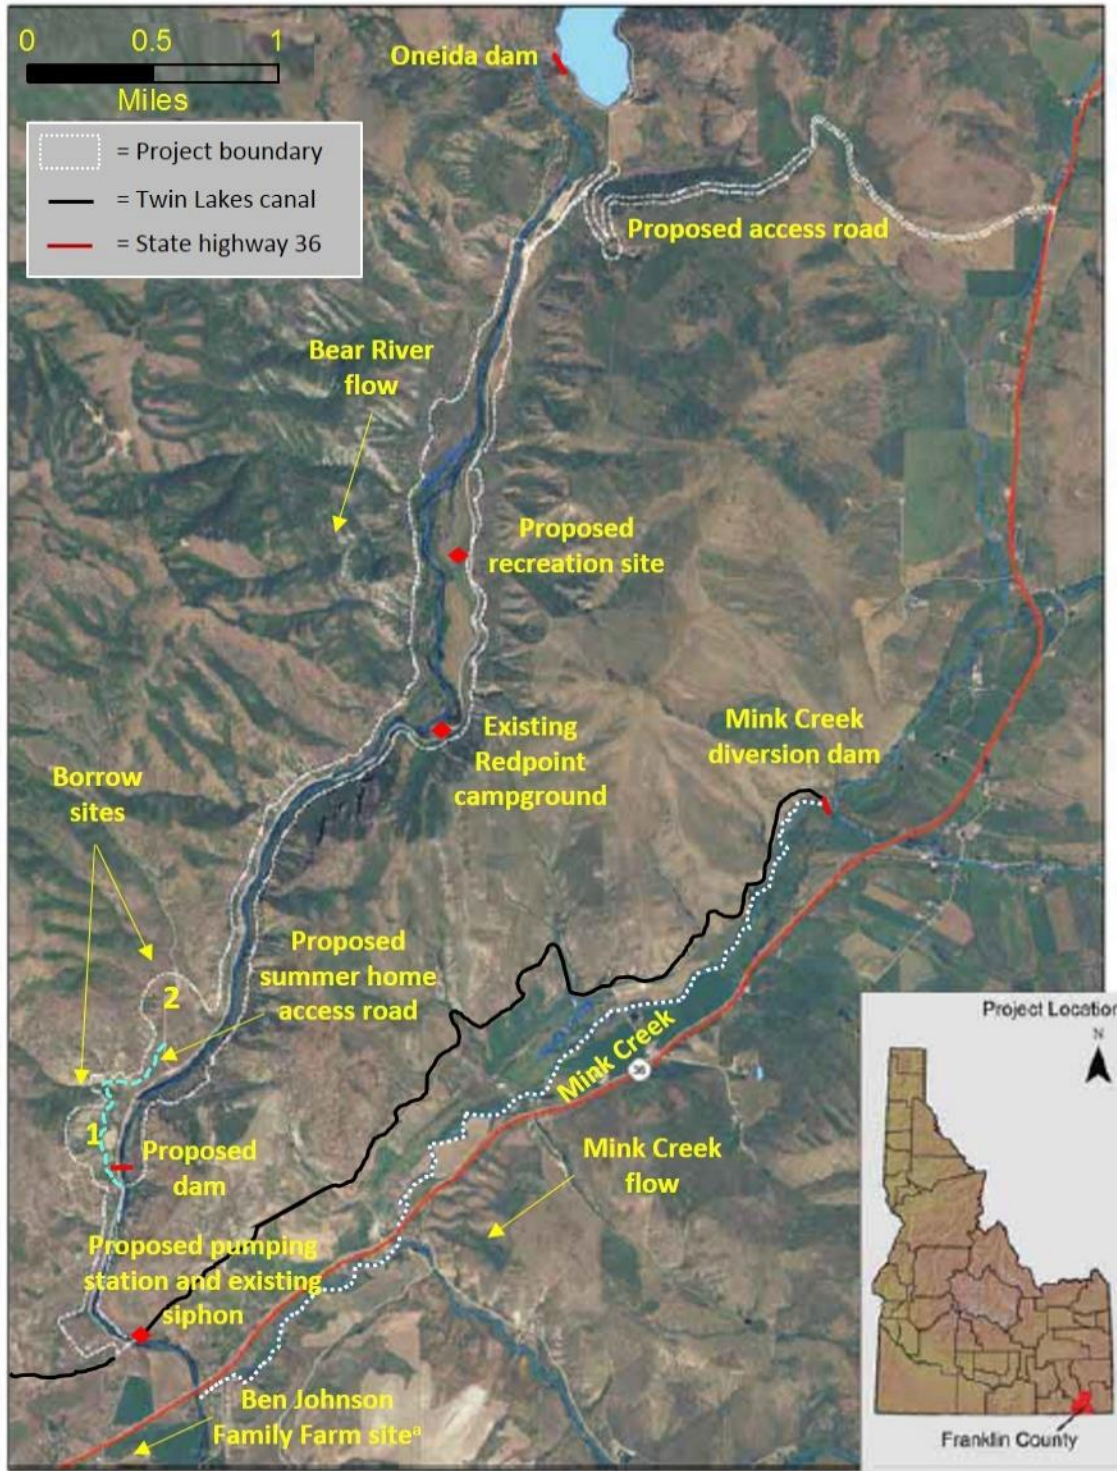 0 0.5 1
Miles
Oneida dam
= Project boundary
= Twin Lakes canal
= State highway 36
Proposed access road
Bear River
flow
Proposed
recreation site
Existing
Redpoint
campground
Mink Creek
diversion dam
Borrow
sites
Proposed
summer home
access road
2
1
Proposed
dam
Mink Creek
36
Mink Creek
flow
Proposed pumping
station and existing
siphon
Ben Johnson
Family Farm siteᵃ
Project Location
N
Franklin County